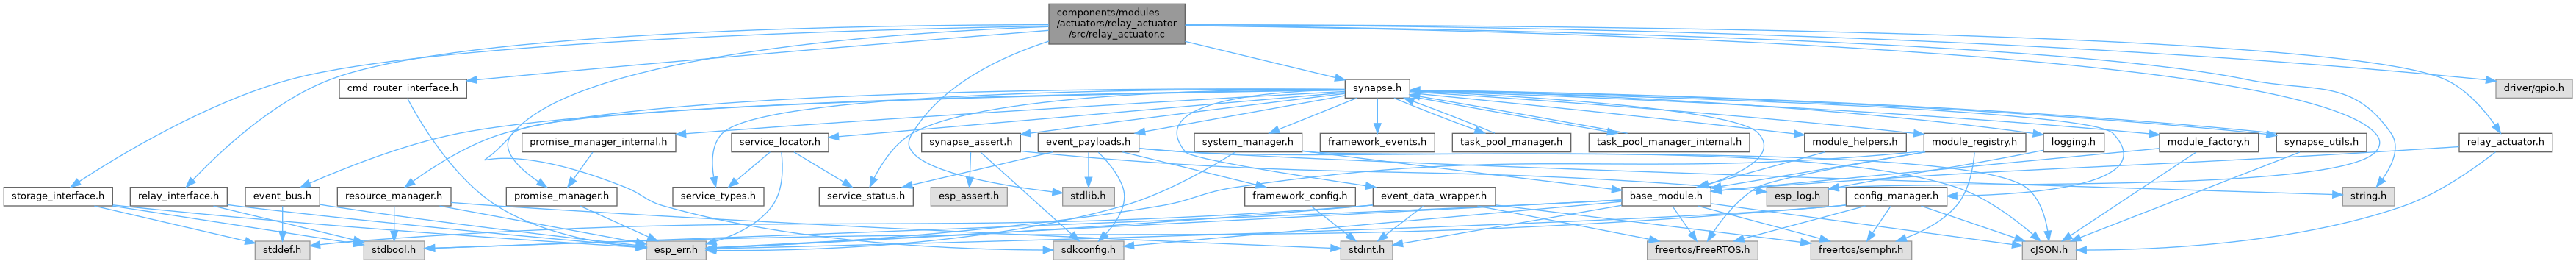 components/modules
/actuators/relay_actuator
/src/relay_actuator.c
cmd_router_interface.h
synapse.h
driver/gpio.h
promise_manager_internal.h
service_locator.h
synapse_assert.h
event_payloads.h
system_manager.h
framework_events.h
task_pool_manager.h
task_pool_manager_internal.h
module_helpers.h
module_registry.h
logging.h
module_factory.h
synapse_utils.h
relay_actuator.h
storage_interface.h
relay_interface.h
event_bus.h
resource_manager.h
promise_manager.h
service_types.h
service_status.h
esp_assert.h
stdlib.h
framework_config.h
event_data_wrapper.h
base_module.h
esp_log.h
config_manager.h
string.h
stddef.h
stdbool.h
esp_err.h
sdkconfig.h
stdint.h
freertos/FreeRTOS.h
freertos/semphr.h
cJSON.h